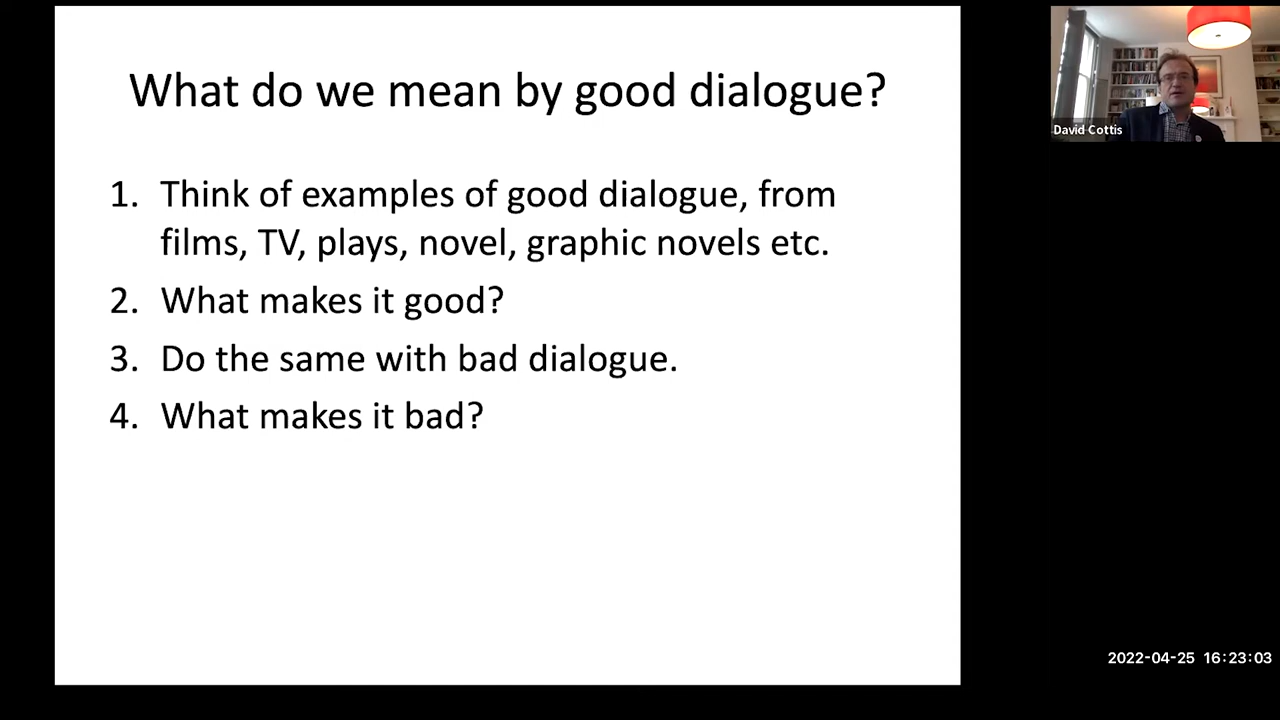 What do we mean by good dialogue?
1. Think of examples of good dialogue, from
films, TV, plays, novel, graphic novels etc.
2. What makes it good?
3. Do the same with bad dialogue.
4. What makes it bad?
David Cottis
2022-04-25 16:23:03